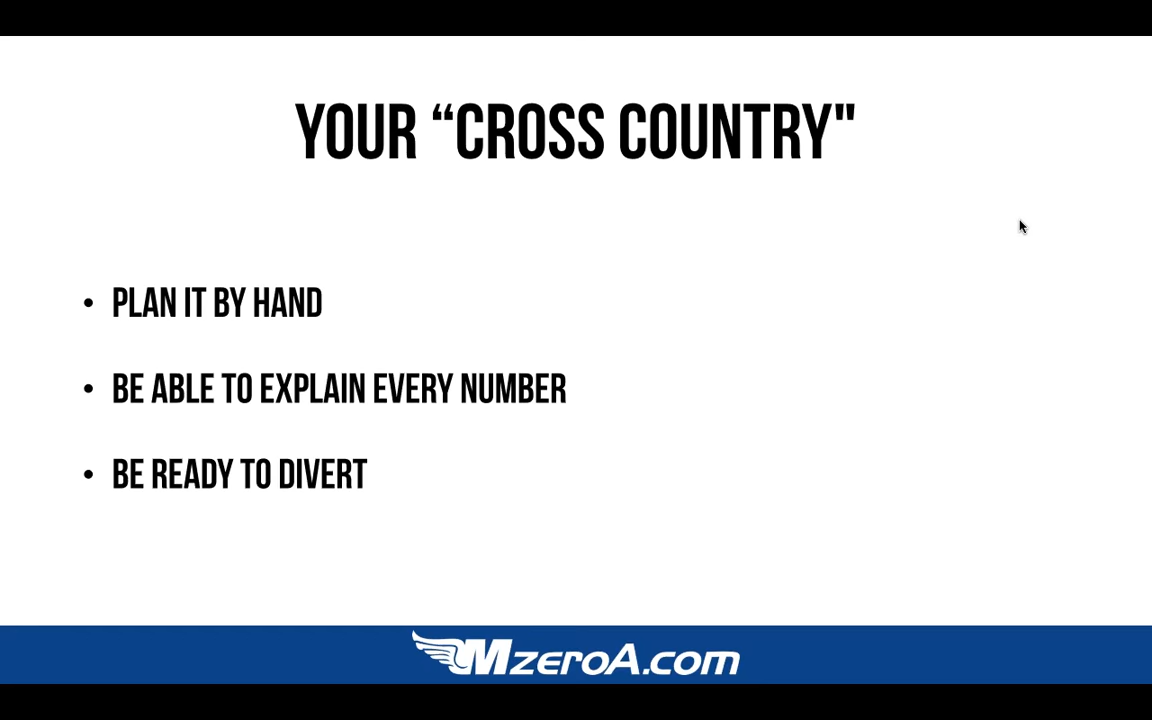 YOUR “CROSS COUNTRY"
• PLAN IT BY HAND
• BE ABLE TO EXPLAIN EVERY NUMBER
• BE READY TO DIVERT
MzeroA.com